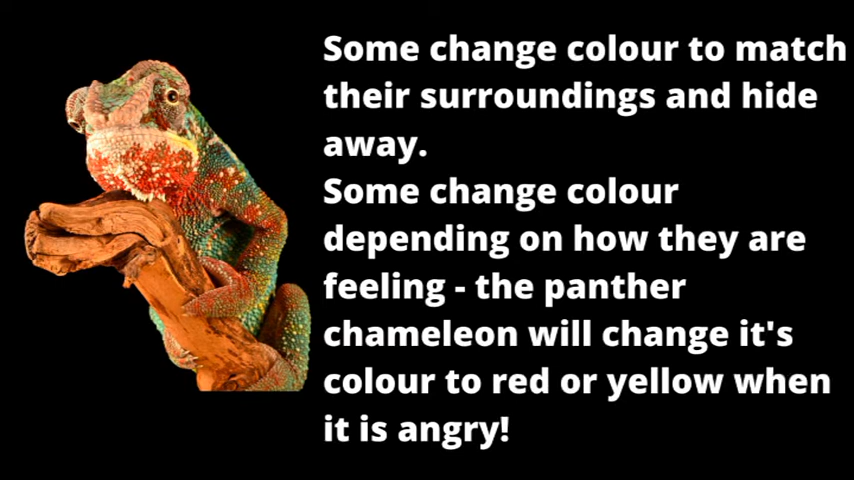 Some change colour to match
their surroundings and hide
away.
Some change colour
depending on how they are
feeling - the panther
chameleon will change it's
colour to red or yellow when
it is angry!